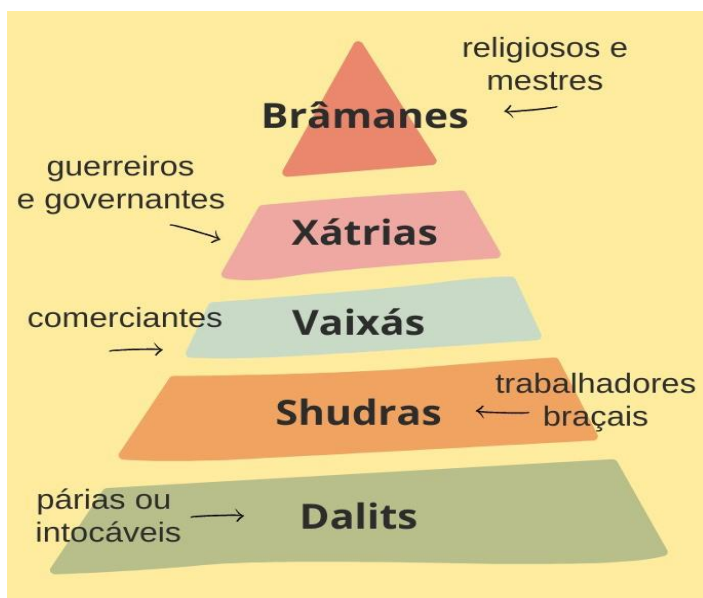 religiosos e
mestres
Brâmanes
guerreiros
e governantes
Xátrias
comerciantes
Vaixás
trabalhadores
braçais
Shudras
párias ou
intocáveis
Dalits